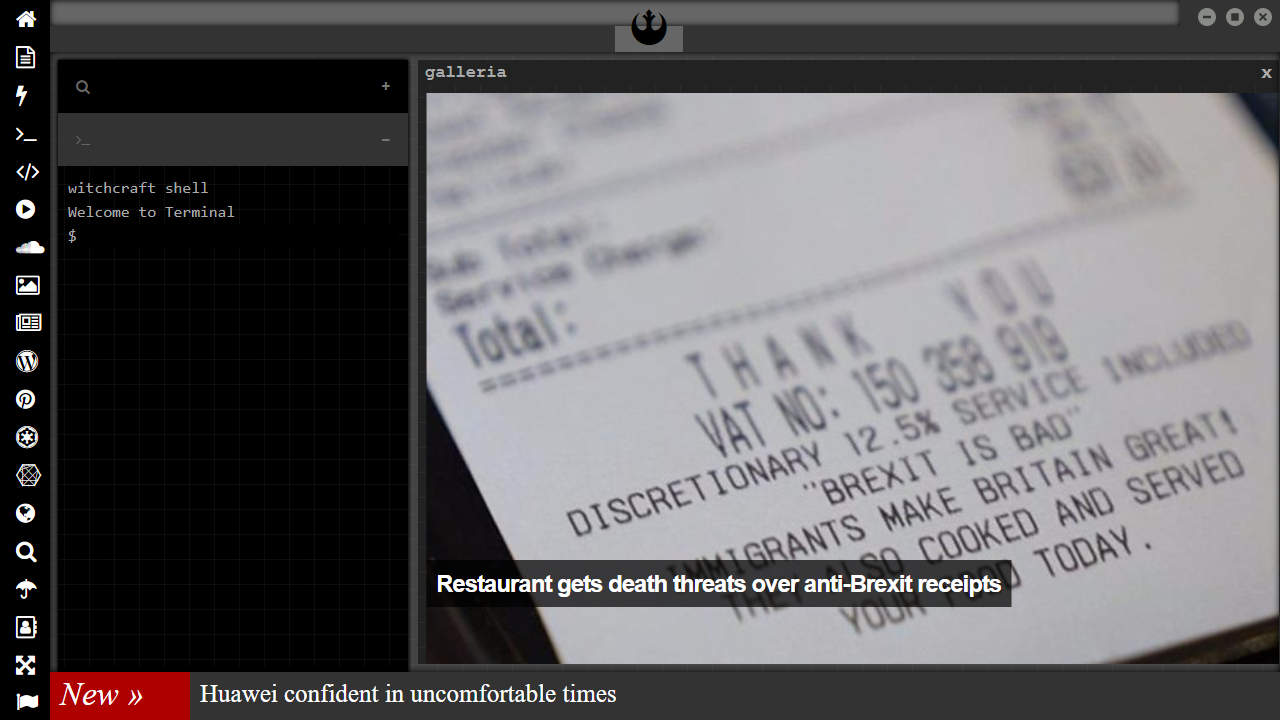 galleria
x
+
>_
−
witchcraft shell
Welcome to Terminal
$
Sub Total:
Service Charge:
Total:
THANK YOU
VAT NO: 150 358 919
DISCRETIONARY 12.5% SERVICE INCLUDED
"BREXIT IS BAD"
IMMIGRANTS MAKE BRITAIN GREAT!
THEY ALSO COOKED AND SERVED
YOUR FOOD TODAY.
Restaurant gets death threats over anti-Brexit receipts
New »
Huawei confident in uncomfortable times